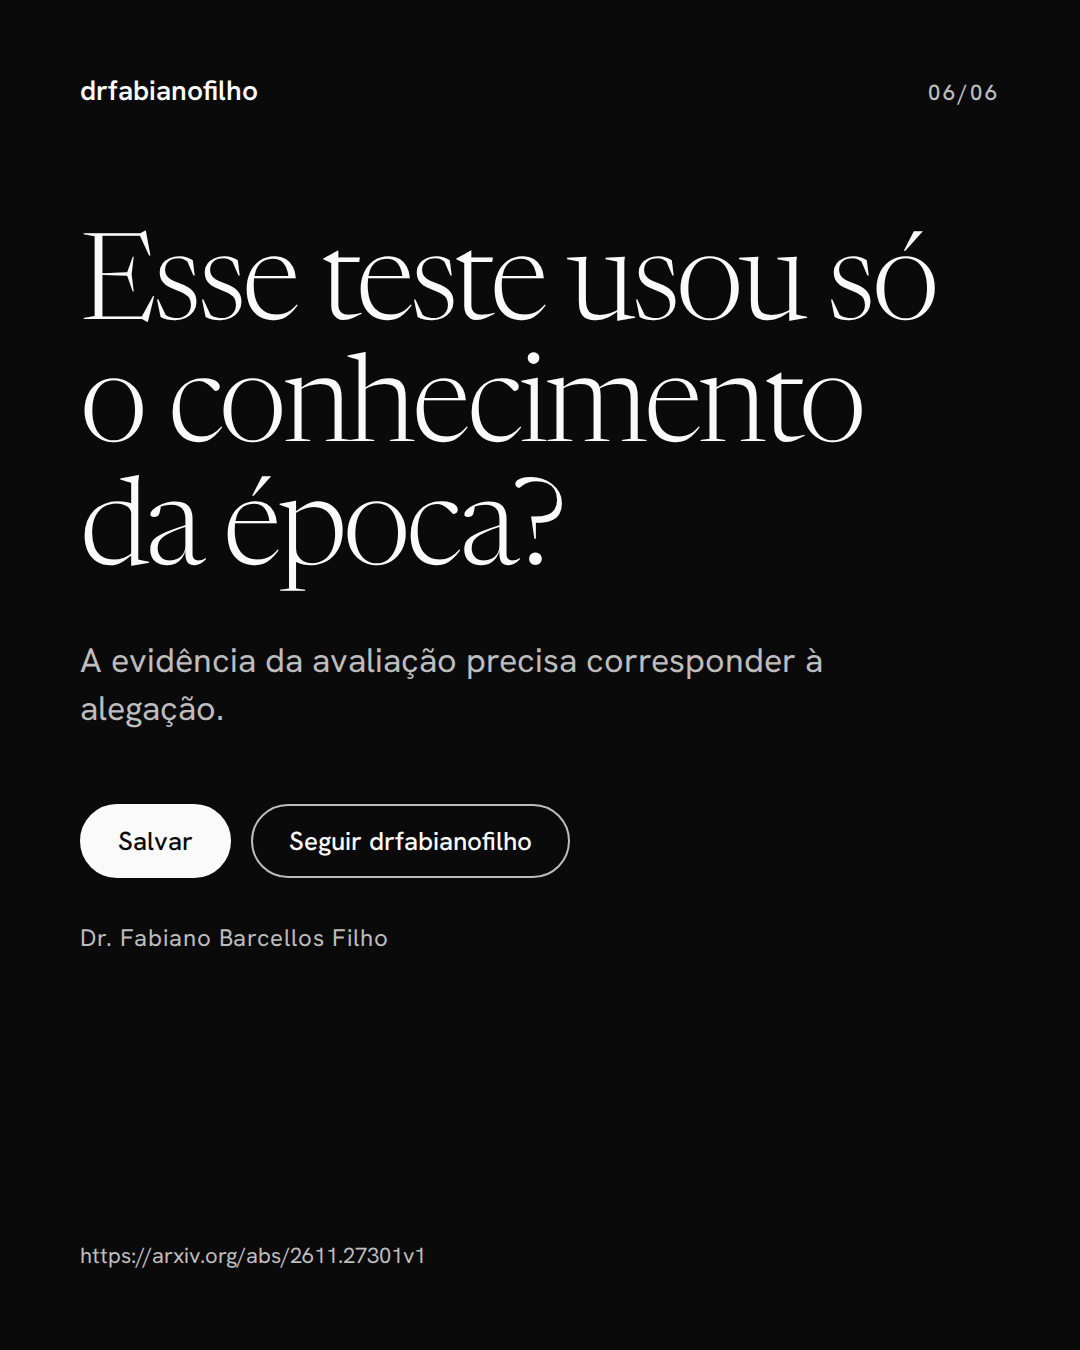 drfabianofilho
06/06
Esse teste usou só
o conhecimento
da época?
A evidência da avaliação precisa corresponder à
alegação.
Salvar
Seguir drfabianofilho
Dr. Fabiano Barcellos Filho
https://arxiv.org/abs/2611.27301v1